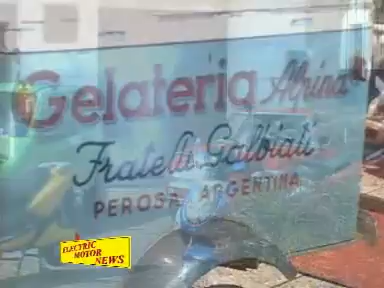 Gelateria Alpina
Fratelli Galbiati
PEROSA ARGENTINA
ELECTRIC
MOTOR
NEWS